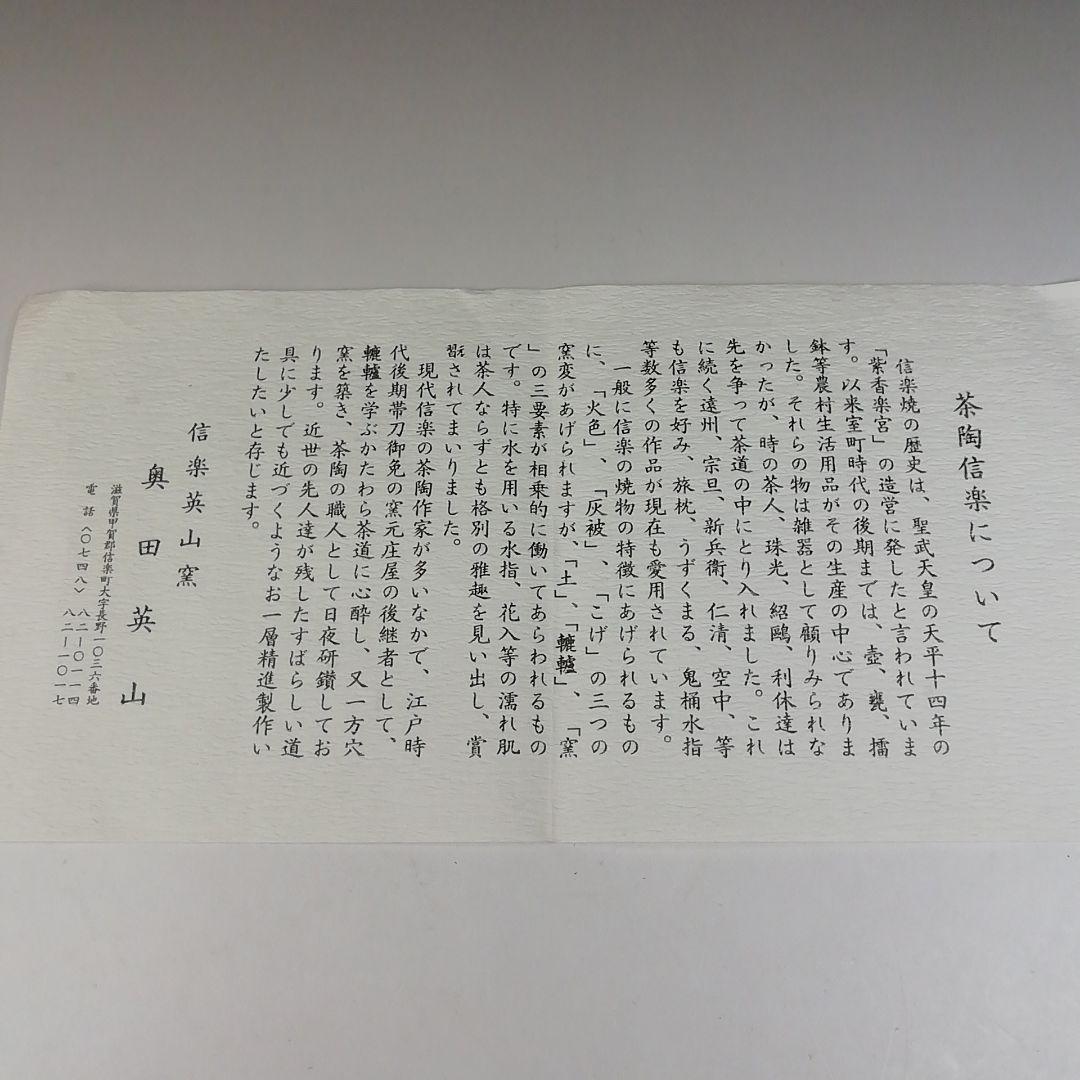 茶陶信楽について
信楽焼の歴史は、聖武天皇の天平十四年の
「紫香楽宮」の造営に発したと言われていま
す。以来室町時代の後期までは、壺、甕、擂
鉢等農村生活用品がその生産の中心でありま
した。それらの物は雑器として顧りみられな
かったが、時の茶人、珠光、紹鷗、利休達は
先を争って茶道の中にとり入れました。これ
に続く遠州、宗旦、新兵衛、仁清、空中、等
も信楽を好み、旅枕、うずくまる、鬼桶水指
等数多くの作品が現在も愛用されています。
一般に信楽の焼物の特徴にあげられるもの
に、「火色」、「灰被」、「こげ」の三つの
窯変があげられますが、「土」、「轆轤」、「窯
」の三要素が相乗的に働いてあらわれるもの
です。特に水を用いる水指、花入等の濡れ肌
は茶人ならずとも格別の雅趣を見い出し、賞
されてまいりました。
現代信楽の茶陶作家が多いなかで、江戸時
代後期帯刀御免の窯元庄屋の後継者として、
轆轤を学ぶかたわら茶道に心酔し、又一方穴
窯を築き、茶陶の職人として日夜研鑽してお
ります。近世の先人達が残したすばらしい道
具に少しでも近づくようなお一層精進製作い
たしたいと存じます。
信楽英山窯
奥田英山
滋賀県甲賀郡信楽町大字長野一〇三六番地
電話〈〇七四八〉八二―〇一一四
八二―一〇一七